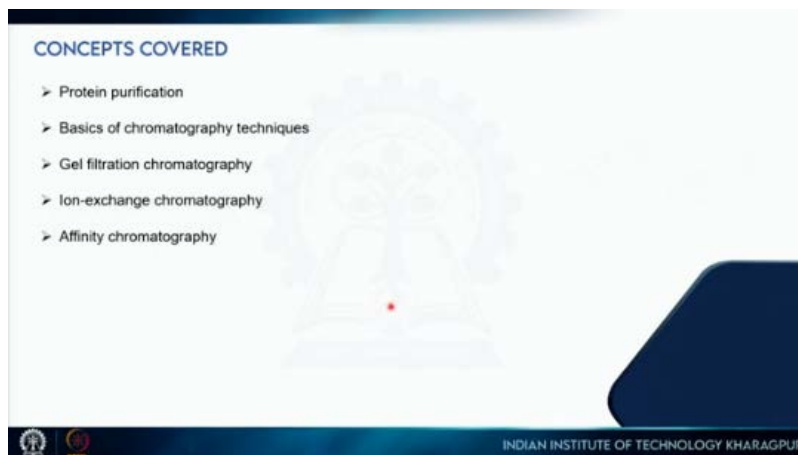 CONCEPTS COVERED
➢ Protein purification
➢ Basics of chromatography techniques
➢ Gel filtration chromatography
➢ Ion-exchange chromatography
➢ Affinity chromatography
INDIAN INSTITUTE OF TECHNOLOGY KHARAGPUR